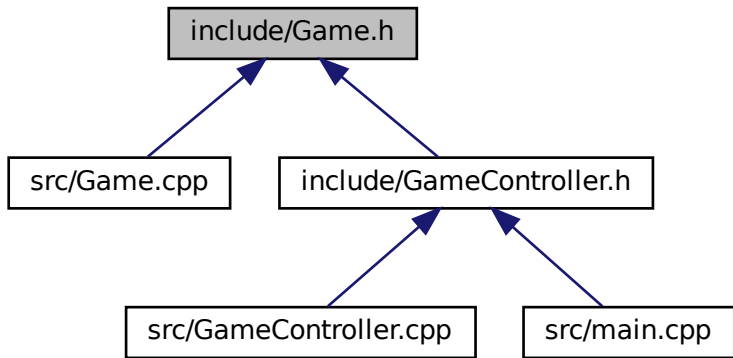 include/Game.h
src/Game.cpp
include/GameController.h
src/GameController.cpp
src/main.cpp